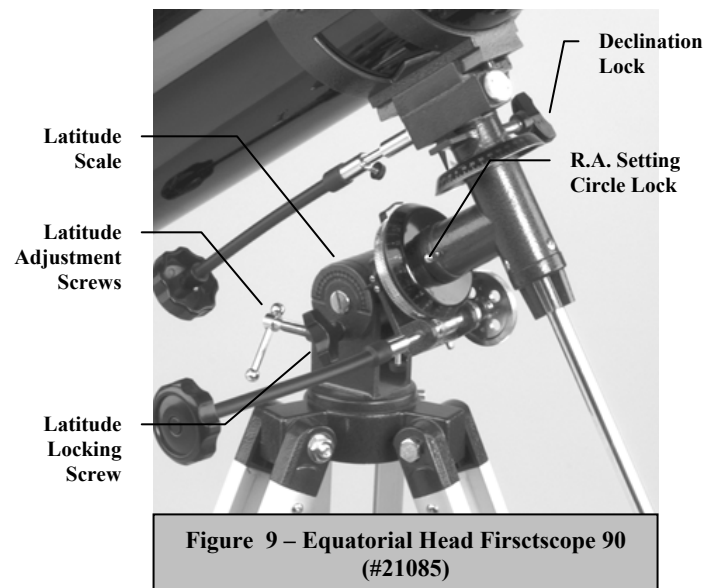 Declination
Lock
Latitude
Scale
R.A. Setting
Circle Lock
Latitude
Adjustment
Screws
Latitude
Locking
Screw
Figure 9 – Equatorial Head Firsctscope 90
(#21085)